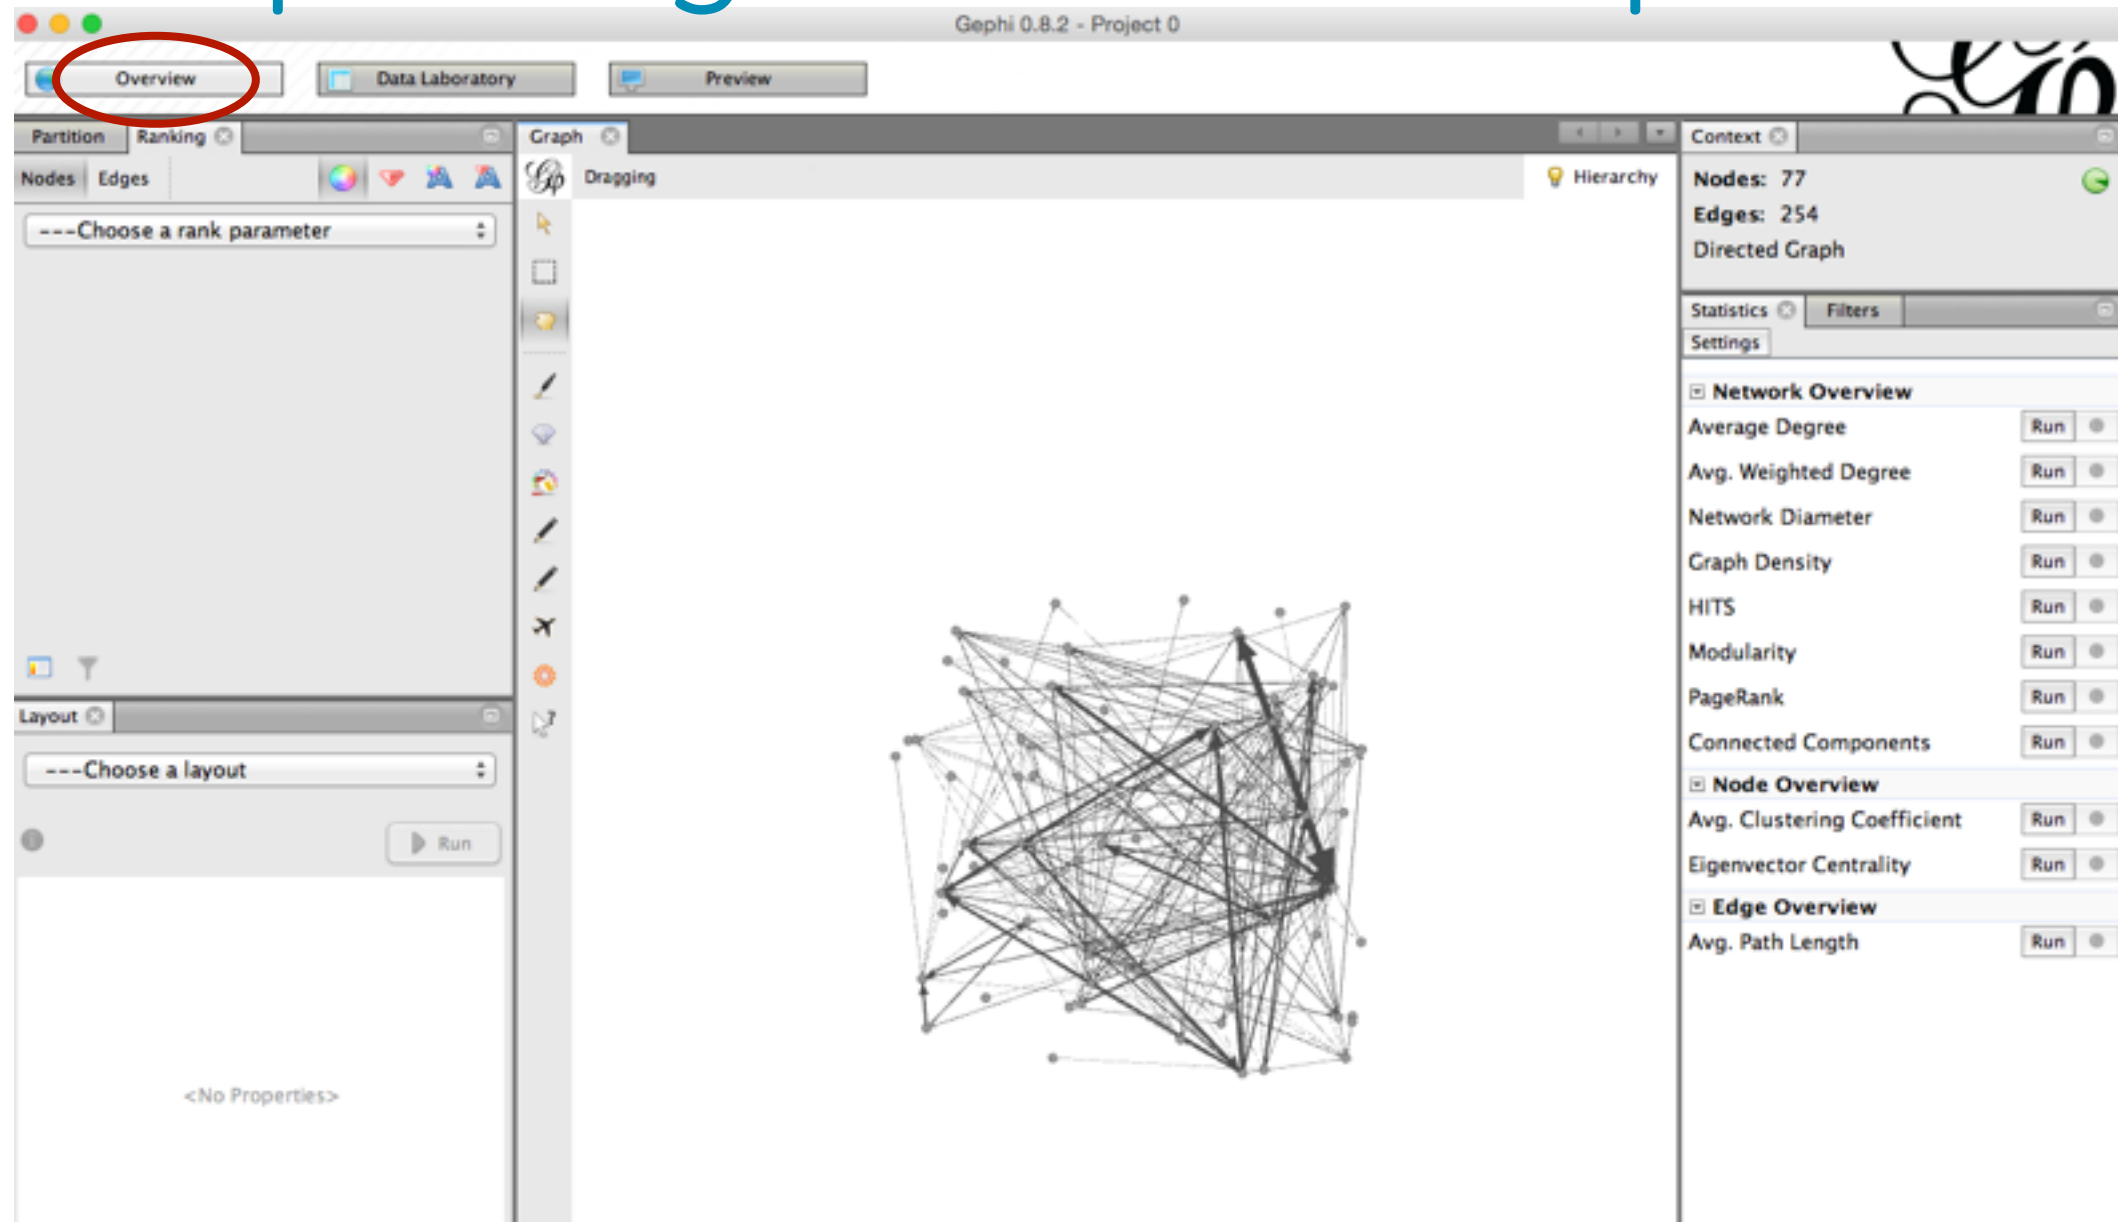 Gephi 0.8.2 - Project 0
Overview
Data Laboratory
Preview
Partition
Ranking
Nodes
Edges
---Choose a rank parameter
Layout
---Choose a layout
Run
<No Properties>
Graph
Dragging
Hierarchy
Context
Nodes: 77
Edges: 254
Directed Graph
Statistics
Filters
Settings
Network Overview
Average Degree Run
Avg. Weighted Degree Run
Network Diameter Run
Graph Density Run
HITS Run
Modularity Run
PageRank Run
Connected Components Run
Node Overview
Avg. Clustering Coefficient Run
Eigenvector Centrality Run
Edge Overview
Avg. Path Length Run